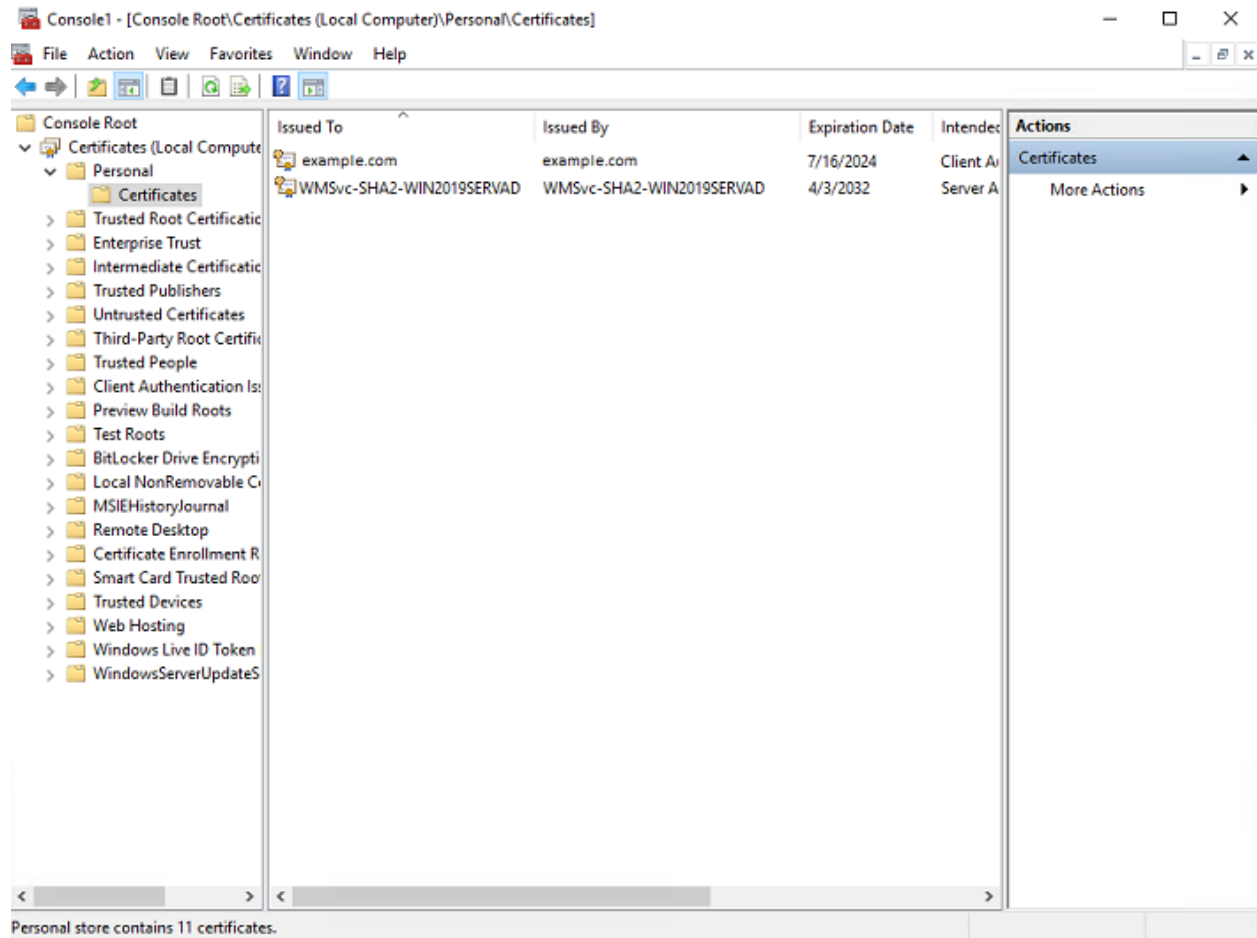 Console1 - [Console Root\Certificates (Local Computer)\Personal\Certificates]
File Action View Favorites Window Help
Console Root
Certificates (Local Compute
Personal
Certificates
Trusted Root Certificatic
Enterprise Trust
Intermediate Certificatic
Trusted Publishers
Untrusted Certificates
Third-Party Root Certific
Trusted People
Client Authentication Is
Preview Build Roots
Test Roots
BitLocker Drive Encrypti
Local NonRemovable C
MSIEHistoryJournal
Remote Desktop
Certificate Enrollment R
Smart Card Trusted Roo
Trusted Devices
Web Hosting
Windows Live ID Token
WindowsServerUpdateS
Issued To Issued By Expiration Date Intended
example.com example.com 7/16/2024 Client A
WMSvc-SHA2-WIN2019SERVAD WMSvc-SHA2-WIN2019SERVAD 4/3/2032 Server A
Actions
Certificates
More Actions
Personal store contains 11 certificates.